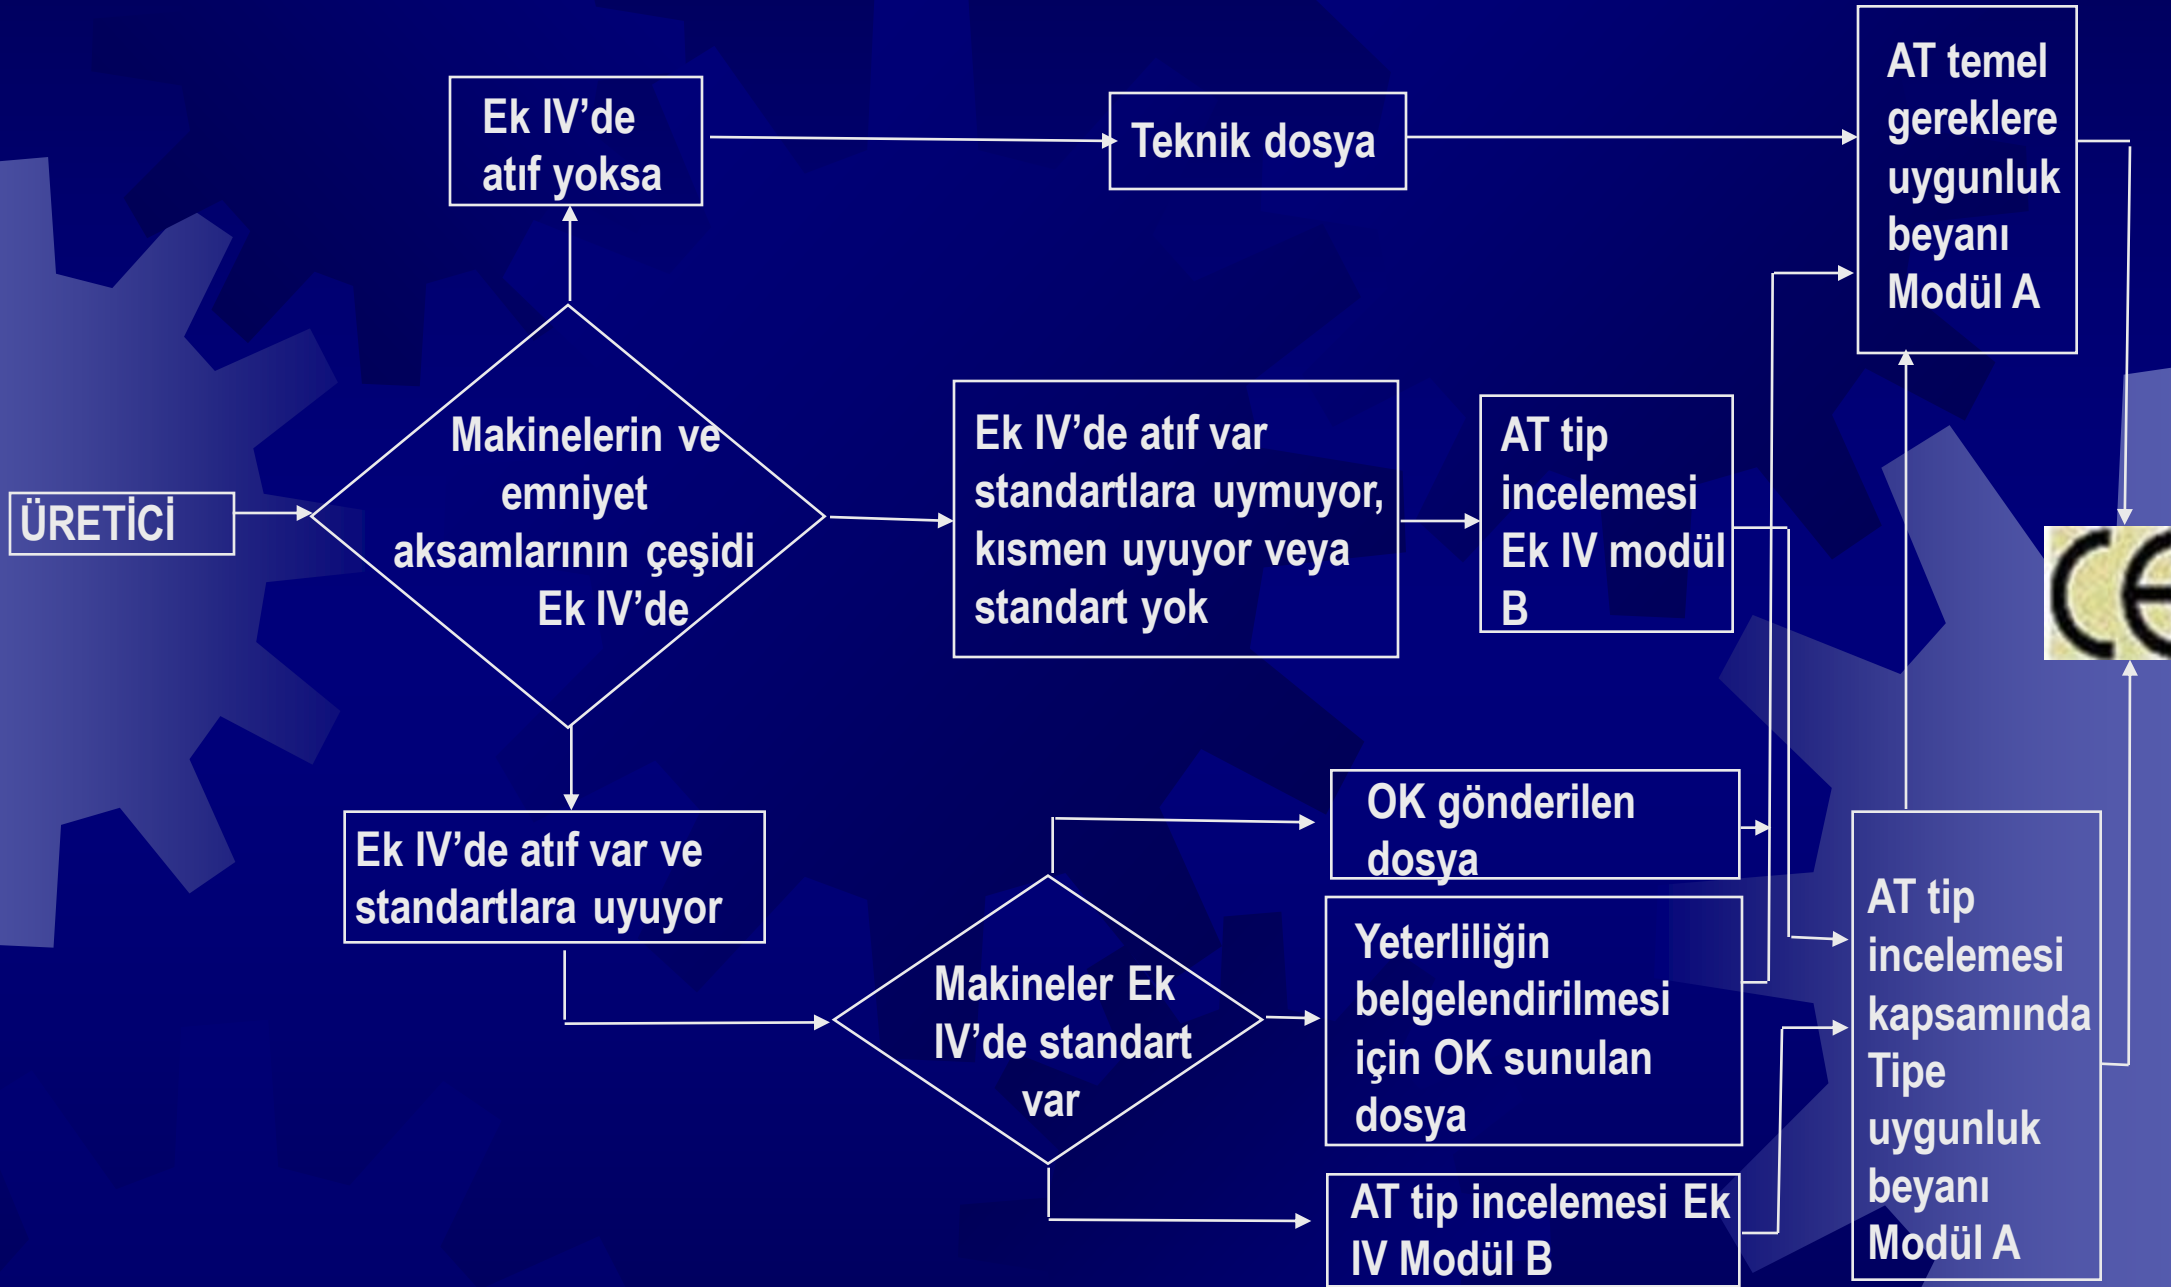 Ek IV’de
atıf yoksa
Teknik dosya
AT temel
gereklere
uygunluk
beyanı
Modül A
ÜRETİCİ
Makinelerin ve
emniyet
aksamlarının çeşidi
Ek IV’de
Ek IV’de atıf var
standartlara uymuyor,
kısmen uyuyor veya
standart yok
AT tip
incelemesi
Ek IV modül
B
CE
Ek IV’de atıf var ve
standartlara uyuyor
Makineler Ek
IV’de standart
var
OK gönderilen
dosya
Yeterliliğin
belgelendirilmesi
için OK sunulan
dosya
AT tip incelemesi Ek
IV Modül B
AT tip
incelemesi
kapsamında
Tipe
uygunluk
beyanı
Modül A